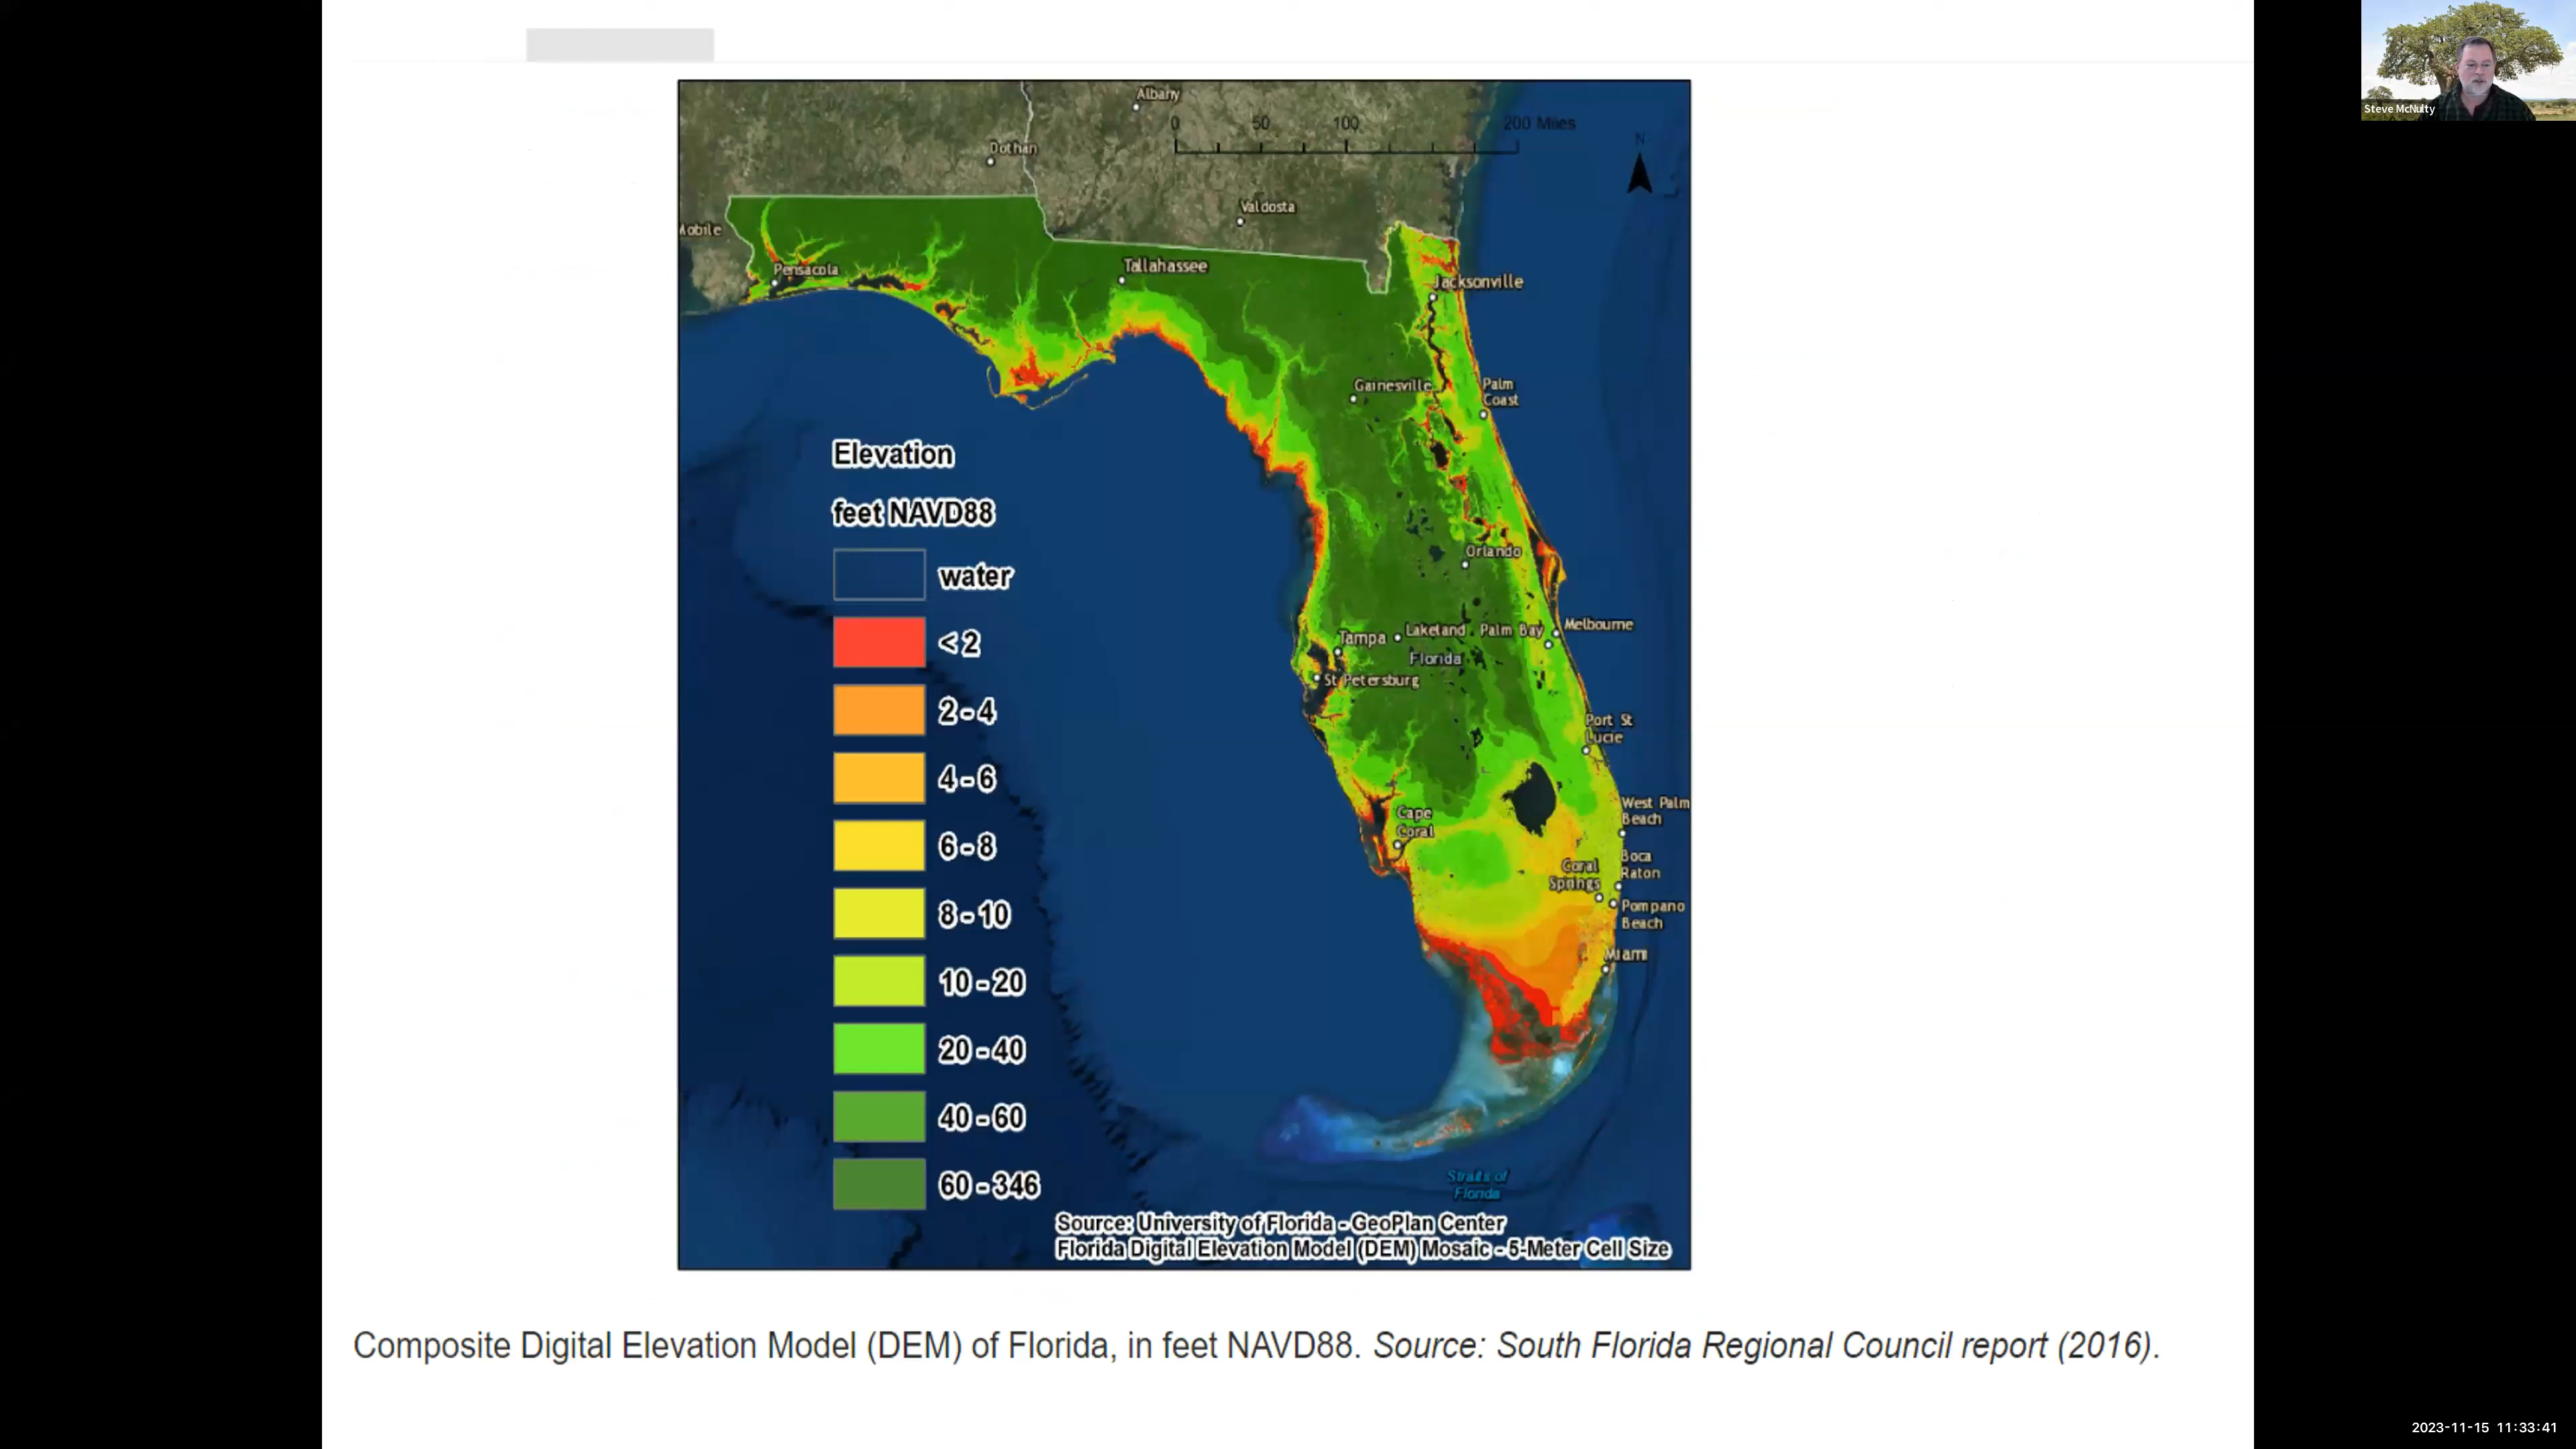 Steve McNulty
Albany
0 50 100 200 Miles
N
Dothan
Valdosta
Mobile
Pensacola
Tallahassee
Jacksonville
Gainesville
Palm
Coast
Elevation
feet NAVD88
water
< 2
2 - 4
4 - 6
6 - 8
8 - 10
10 - 20
20 - 40
40 - 60
60 - 346
Orlando
Melbourne
Tampa
Lakeland
Palm Bay
Florida
St Petersburg
Port St
Lucie
West Palm
Beach
Cape
Coral
Boca
Raton
Coral
Springs
Pompano
Beach
Miami
Straits of
Florida
Source: University of Florida - GeoPlan Center
Florida Digital Elevation Model (DEM) Mosaic - 5-Meter Cell Size
Composite Digital Elevation Model (DEM) of Florida, in feet NAVD88. Source: South Florida Regional Council report (2016).
2023-11-15 11:33:41